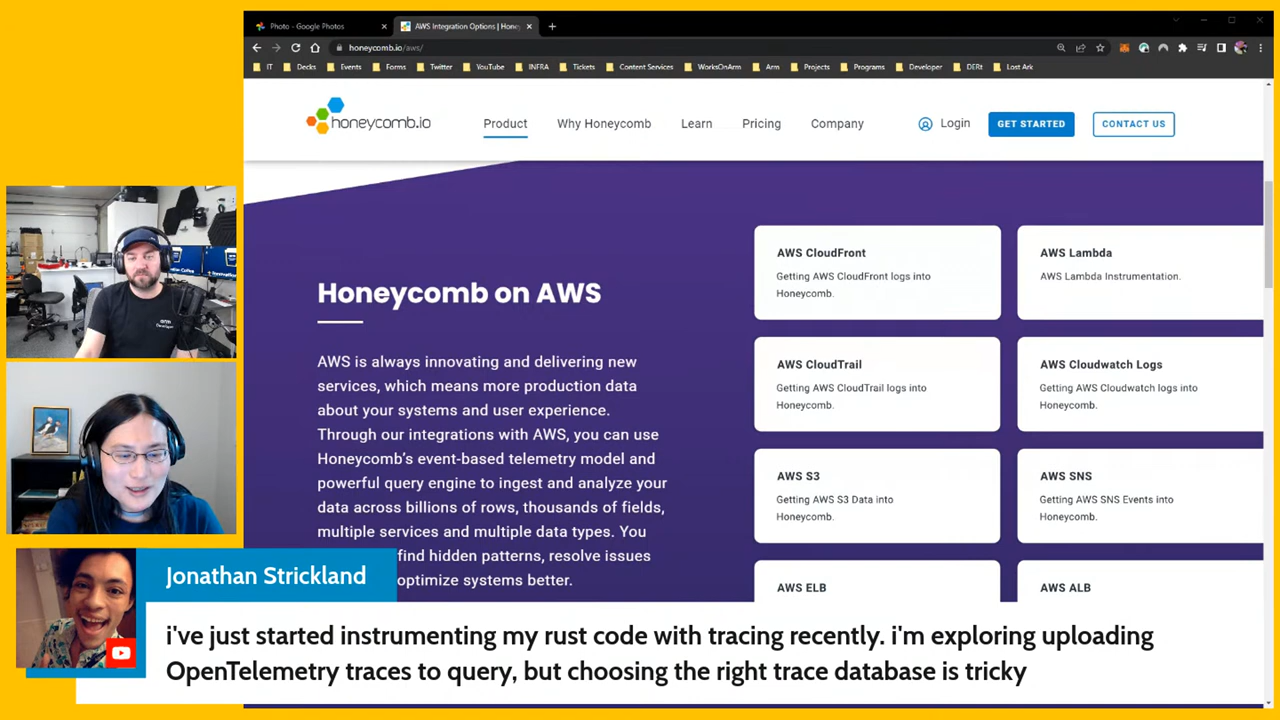 Photo - Google Photos
AWS Integration Options | Hone
honeycomb.io/aws/
IT
Decks
Events
Forms
Twitter
YouTube
INFRA
Tickets
Content Services
WorksOnArm
Arm
Projects
Programs
Developer
DERt
Lost Ark
honeycomb.io
Product
Why Honeycomb
Learn
Pricing
Company
Login
GET STARTED
CONTACT US
Honeycomb on AWS
AWS is always innovating and delivering new
services, which means more production data
about your systems and user experience.
Through our integrations with AWS, you can use
Honeycomb's event-based telemetry model and
powerful query engine to ingest and analyze your
data across billions of rows, thousands of fields,
multiple services and multiple data types. You
find hidden patterns, resolve issues
optimize systems better.
AWS CloudFront
Getting AWS CloudFront logs into
Honeycomb.
AWS Lambda
AWS Lambda Instrumentation.
AWS CloudTrail
Getting AWS CloudTrail logs into
Honeycomb.
AWS Cloudwatch Logs
Getting AWS Cloudwatch logs into
Honeycomb.
AWS S3
Getting AWS S3 Data into
Honeycomb.
AWS SNS
Getting AWS SNS Events into
Honeycomb.
AWS ELB
AWS ALB
arm
Developer
Jonathan Strickland
i've just started instrumenting my rust code with tracing recently. i'm exploring uploading
OpenTelemetry traces to query, but choosing the right trace database is tricky